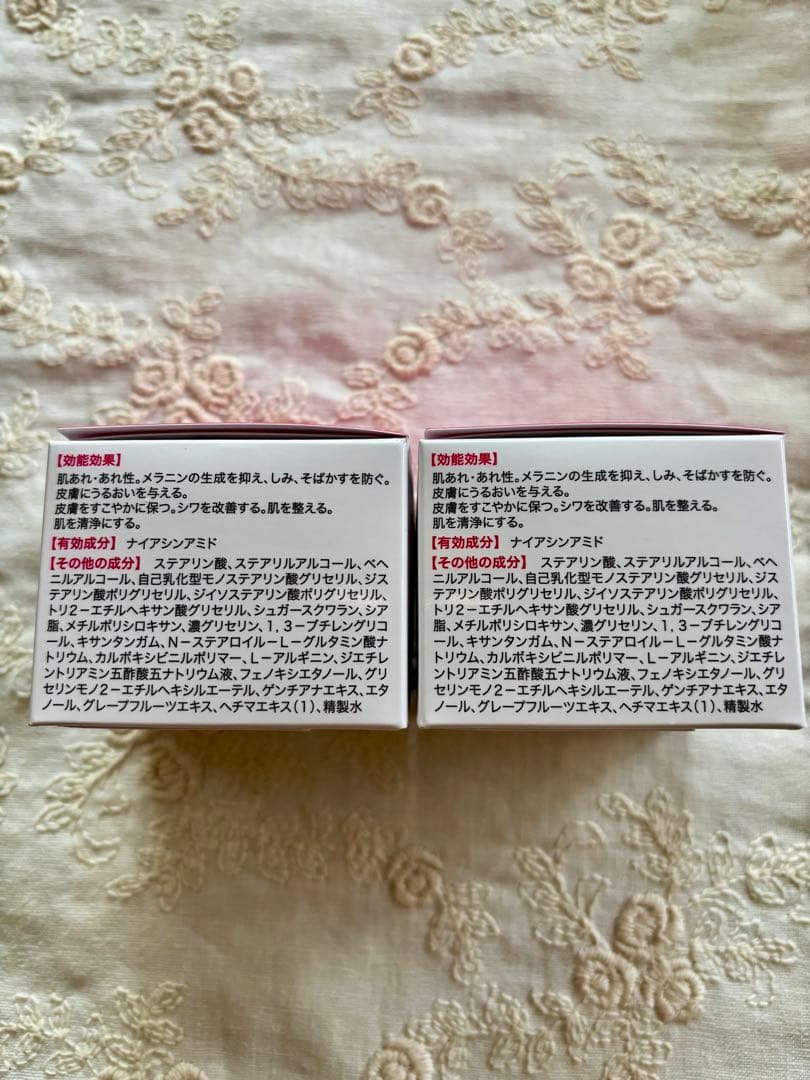 【効能効果】
肌あれ・あれ性。メラニンの生成を抑え、しみ、そばかすを防ぐ。
皮膚にうるおいを与える。
皮膚をすこやかに保つ。シワを改善する。肌を整える。
肌を清浄にする。
【有効成分】 ナイアシンアミド
【その他の成分】 ステアリン酸、ステアリルアルコール、ベヘ
ニルアルコール、自己乳化型モノステアリン酸グリセリル、ジス
テアリン酸ポリグリセリル、ジイソステアリン酸ポリグリセリル、
トリ2－エチルヘキサン酸グリセリル、シュガースクワラン、シア
脂、メチルポリシロキサン、濃グリセリン、1，3－ブチレングリコ
ール、キサンタンガム、N－ステアロイル－L－グルタミン酸ナ
トリウム、カルボキシビニルポリマー、L－アルギニン、ジエチレ
ントリアミン五酢酸五ナトリウム液、フェノキシエタノール、グリ
セリンモノ2－エチルヘキシルエーテル、ゲンチアナエキス、エタ
ノール、グレープフルーツエキス、ヘチマエキス（1）、精製水
【効能効果】
肌あれ・あれ性。メラニンの生成を抑え、しみ、そばかすを防ぐ。
皮膚にうるおいを与える。
皮膚をすこやかに保つ。シワを改善する。肌を整える。
肌を清浄にする。
【有効成分】 ナイアシンアミド
【その他の成分】 ステアリン酸、ステアリルアルコール、ベヘ
ニルアルコール、自己乳化型モノステアリン酸グリセリル、ジス
テアリン酸ポリグリセリル、ジイソステアリン酸ポリグリセリル、
トリ2－エチルヘキサン酸グリセリル、シュガースクワラン、シア
脂、メチルポリシロキサン、濃グリセリン、1，3－ブチレングリコ
ール、キサンタンガム、N－ステアロイル－L－グルタミン酸ナ
トリウム、カルボキシビニルポリマー、L－アルギニン、ジエチレ
ントリアミン五酢酸五ナトリウム液、フェノキシエタノール、グリ
セリンモノ2－エチルヘキシルエーテル、ゲンチアナエキス、エタ
ノール、グレープフルーツエキス、ヘチマエキス（1）、精製水